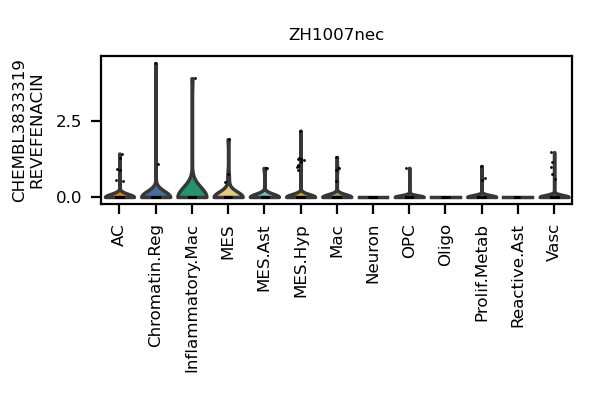 ZH1007nec
CHEMBL3833319
REVEFENACIN
2.5
0.0
AC
Chromatin.Reg
Inflammatory.Mac
MES
MES.Ast
MES.Hyp
Mac
Neuron
OPC
Oligo
Prolif.Metab
Reactive.Ast
Vasc